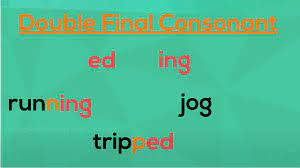 Double Final Consonant
ed ing
running jog
tripped